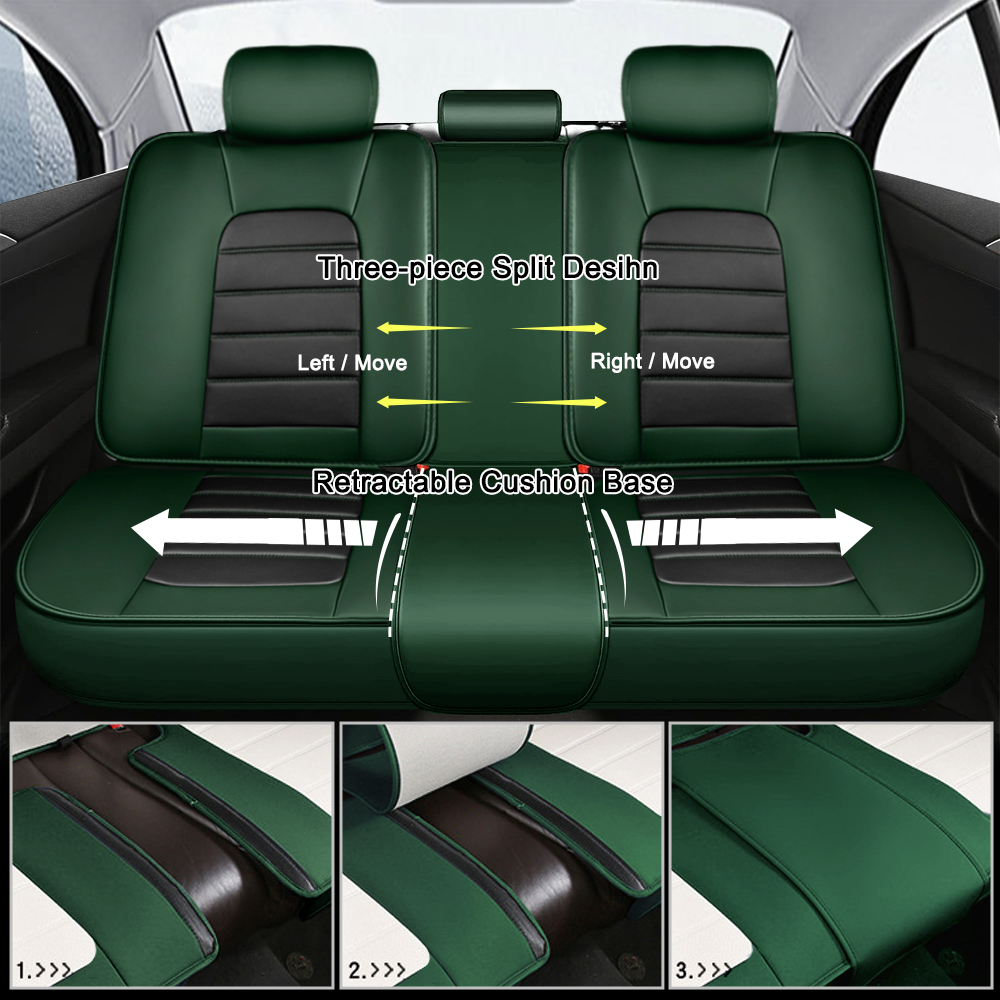 Three-piece Split Desihn
Left / Move
Right / Move
Retractable Cushion Base
1.>>>
2.>>>
3.>>>